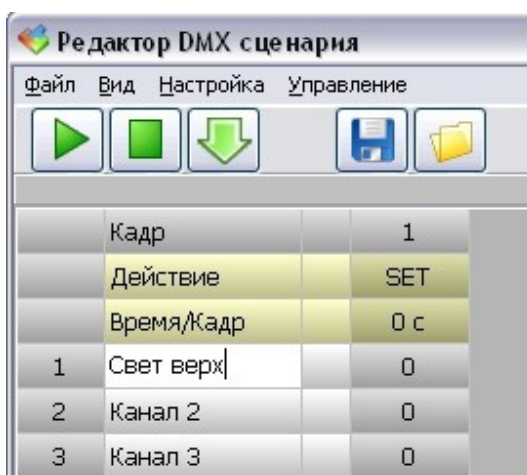 Редактор DMX сценария
Файл Вид Настройка Управление
Кадр 1
Действие SET
Время/Кадр 0 с
1 Свет верх 0
2 Канал 2 0
3 Канал 3 0